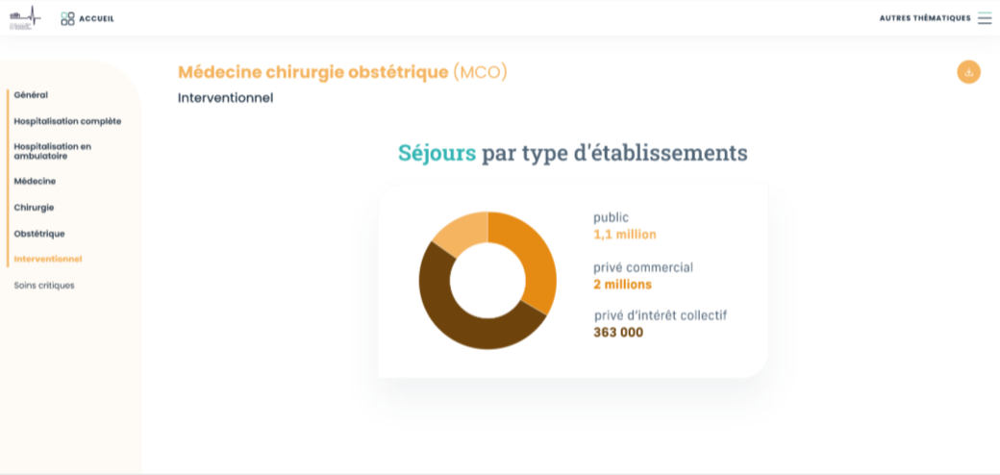 ACCUEIL
AUTRES THÉMATIQUES
Général
Hospitalisation complète
Hospitalisation en
ambulatoire
Médecine
Chirurgie
Obstétrique
Interventionnel
Soins critiques
Médecine chirurgie obstétrique (MCO)
Interventionnel
Séjours par type d'établissements
public
1,1 million
privé commercial
2 millions
privé d'intérêt collectif
363 000